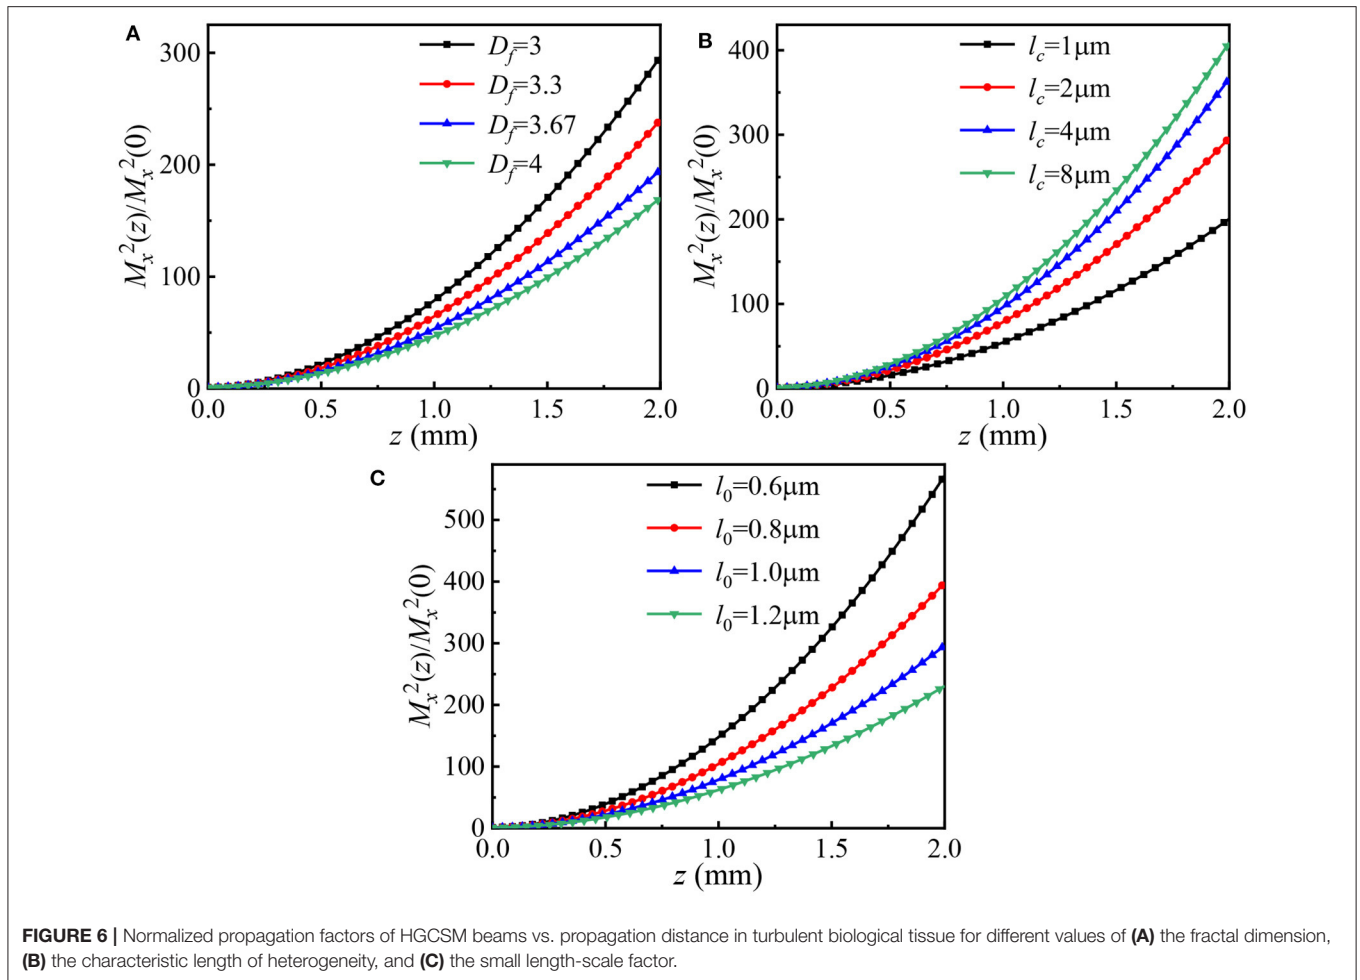 A
300
200
100
0
0.0 0.5 1.0 1.5 2.0
z (mm)
M_x^2(z)/M_x^2(0)
D_f=3
D_f=3.3
D_f=3.67
D_f=4
B
400
300
200
100
0
0.0 0.5 1.0 1.5 2.0
z (mm)
M_x^2(z)/M_x^2(0)
l_c=1μm
l_c=2μm
l_c=4μm
l_c=8μm
C
500
400
300
200
100
0
0.0 0.5 1.0 1.5 2.0
z (mm)
M_x^2(z)/M_x^2(0)
l_0=0.6μm
l_0=0.8μm
l_0=1.0μm
l_0=1.2μm
FIGURE 6 | Normalized propagation factors of HGCSM beams vs. propagation distance in turbulent biological tissue for different values of (A) the fractal dimension,
(B) the characteristic length of heterogeneity, and (C) the small length-scale factor.